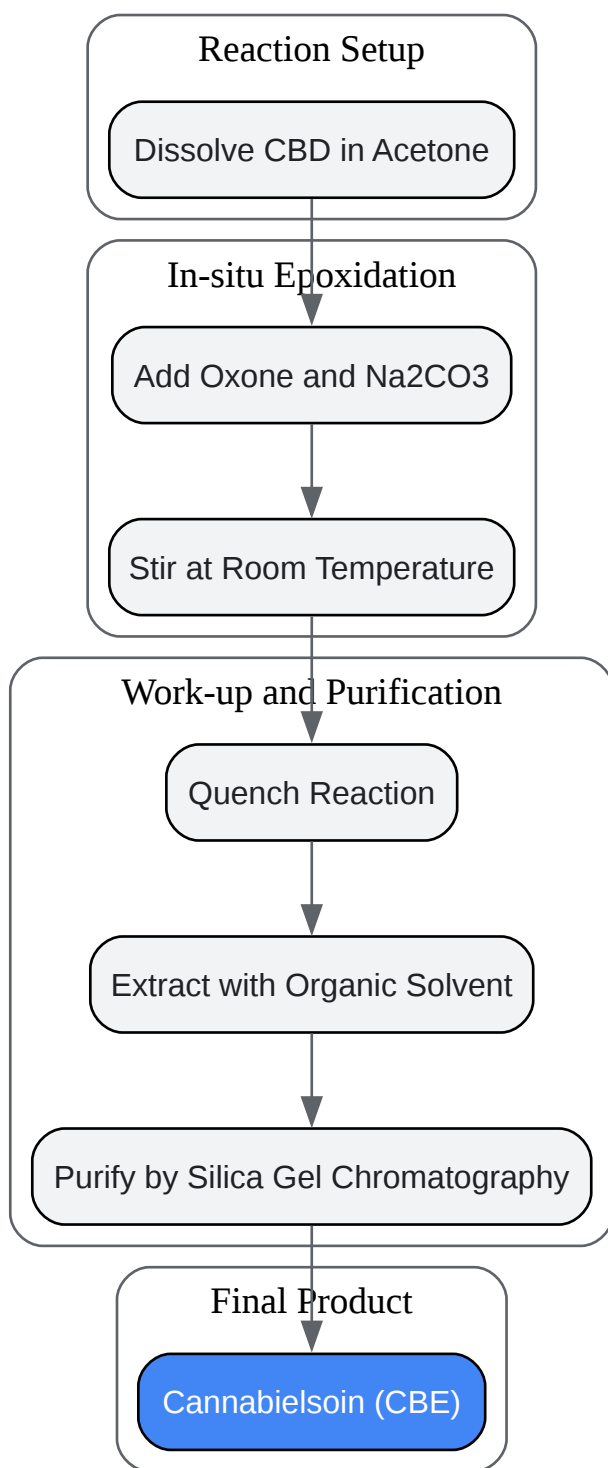 Reaction Setup
Dissolve CBD in Acetone
In-situ Epoxidation
Add Oxone and Na2CO3
Stir at Room Temperature
Work-up and Purification
Quench Reaction
Extract with Organic Solvent
Purify by Silica Gel Chromatography
Final Product
Cannabielsoin (CBE)